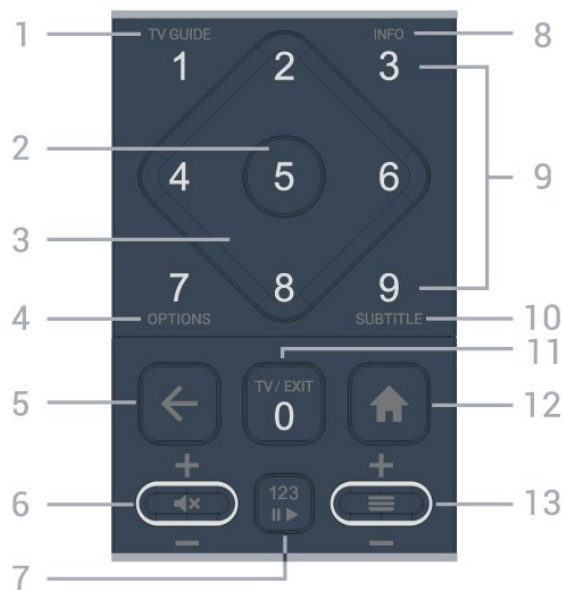 1 TV GUIDE INFO 8
1 2 3
2 4 5 6 9
3
7 8 9
4 OPTIONS SUBTITLE 10
11
5 TV / EXIT 12
0
+ +
6 123 13
− −
7